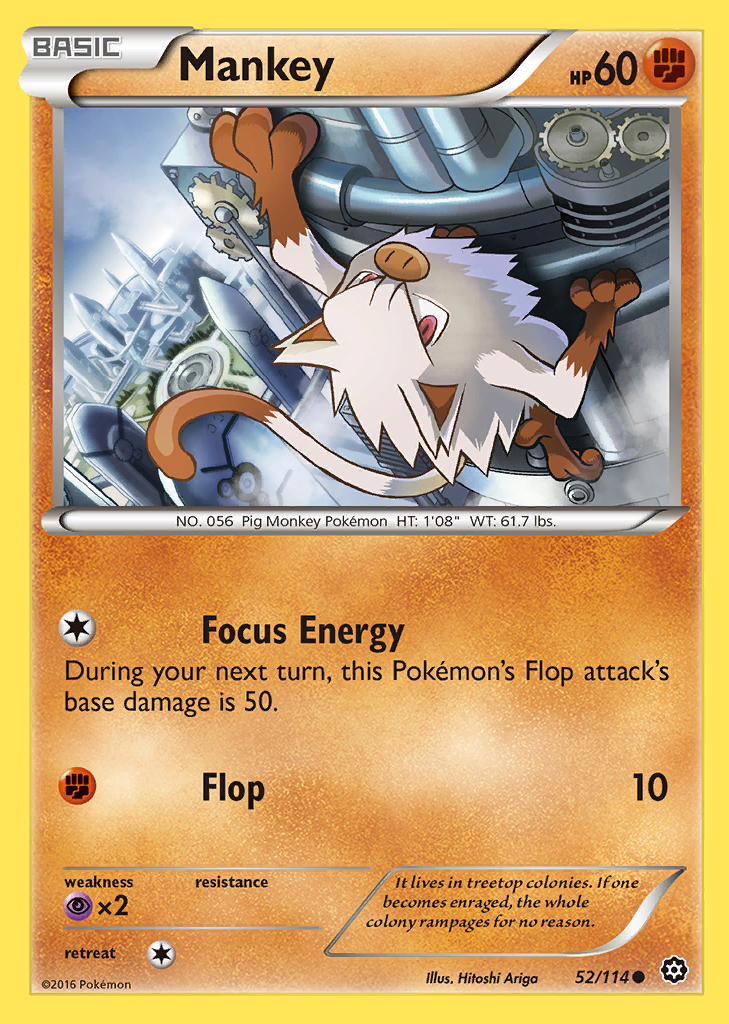 BASIC
Mankey
HP60
NO. 056 Pig Monkey Pokémon HT: 1'08" WT: 61.7 lbs.
Focus Energy
During your next turn, this Pokémon's Flop attack's
base damage is 50.
Flop 10
weakness resistance
×2
retreat
It lives in treetop colonies. If one
becomes enraged, the whole
colony rampages for no reason.
©2016 Pokémon
Illus. Hitoshi Ariga
52/114